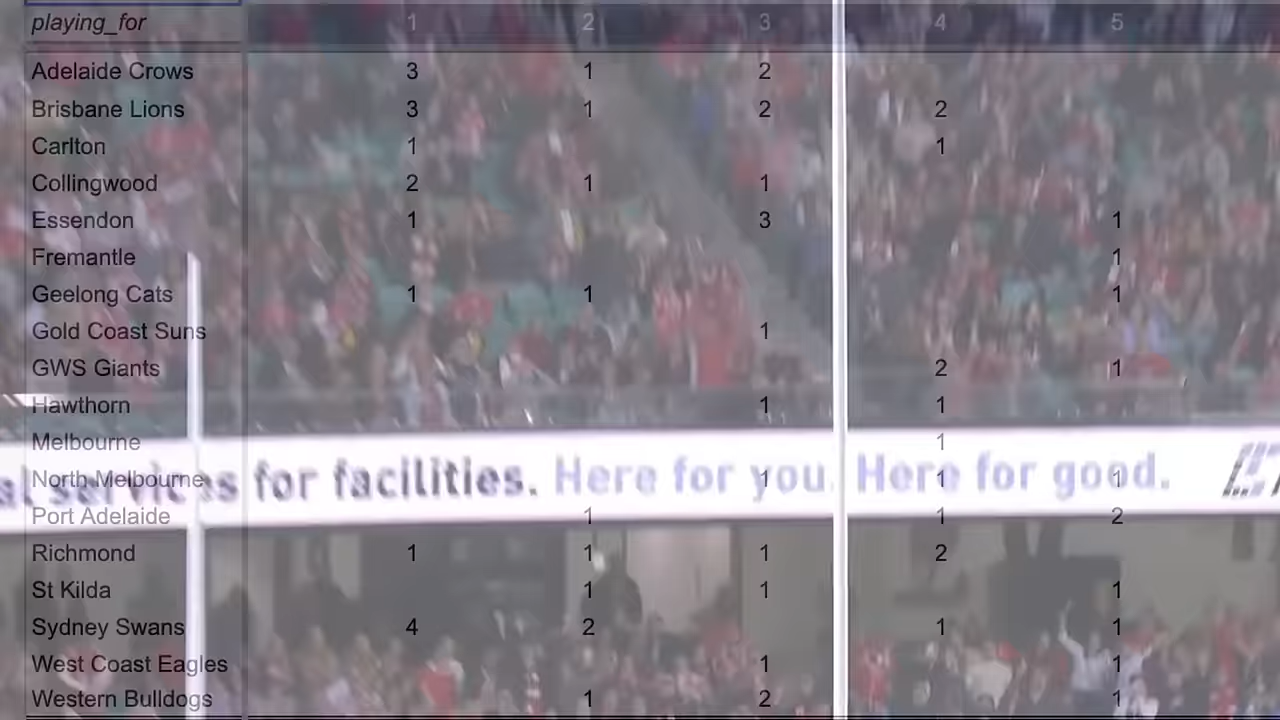 playing_for 1 2 3 4 5
Adelaide Crows 3 1 2
Brisbane Lions 3 1 2 2
Carlton 1 1
Collingwood 2 1 1
Essendon 1 3 1
Fremantle 1
Geelong Cats 1 1 1
Gold Coast Suns 1
GWS Giants 2 1
Hawthorn 1 1
Melbourne 1
North Melbourne 1 1 1
services for facilities. Here for you. Here for good.
Port Adelaide 1 1 2
Richmond 1 1 1 2
St Kilda 1 1 1
Sydney Swans 4 2 1 1
West Coast Eagles 1 1
Western Bulldogs 1 2 1